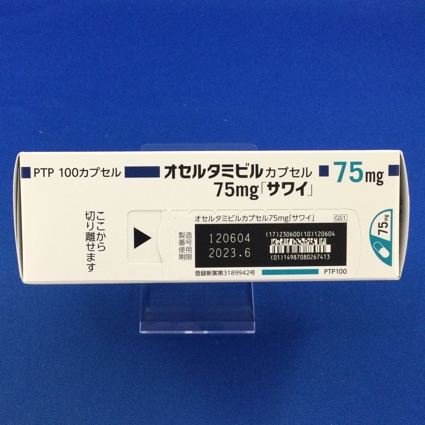 PTP 100カプセル
オセルタミビルカプセル
75mg「サワイ」
75mg
ここから
切り離せます
オセルタミビルカプセル75mg「サワイ」
GS1
製造
番号
120604
使用
期限
2023.6
(17)230600(10)120604
(01)14987080267413
登録新案第3189942号
PTP100
75mg